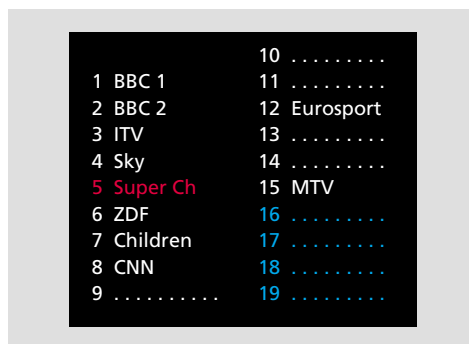 1 BBC 1
2 BBC 2
3 ITV
4 Sky
5 Super Ch
6 ZDF
7 Children
8 CNN
9 . . . . . . . . . .
10 . . . . . . . . .
11 . . . . . . . . .
12 Eurosport
13 . . . . . . . . .
14 . . . . . . . . .
15 MTV
16 . . . . . . . . .
17 . . . . . . . . .
18 . . . . . . . . .
19 . . . . . . . . .